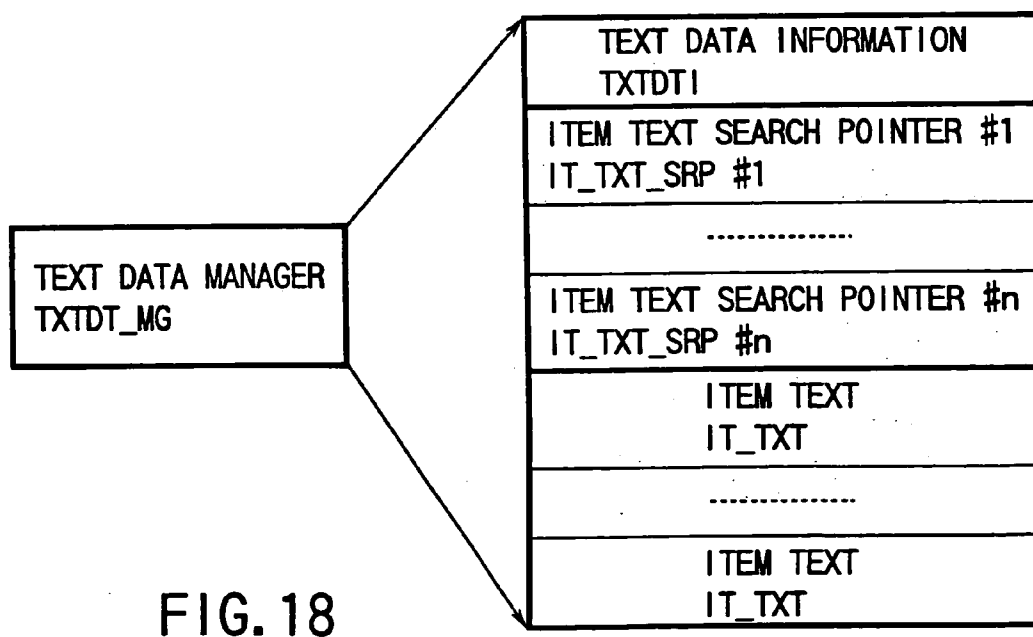 TEXT DATA MANAGER
TXTDT_MG
TEXT DATA INFORMATION
TXTDTI
ITEM TEXT SEARCH POINTER #1
IT_TXT_SRP #1
ITEM TEXT SEARCH POINTER #n
IT_TXT_SRP #n
ITEM TEXT
IT_TXT
ITEM TEXT
IT_TXT
FIG.18